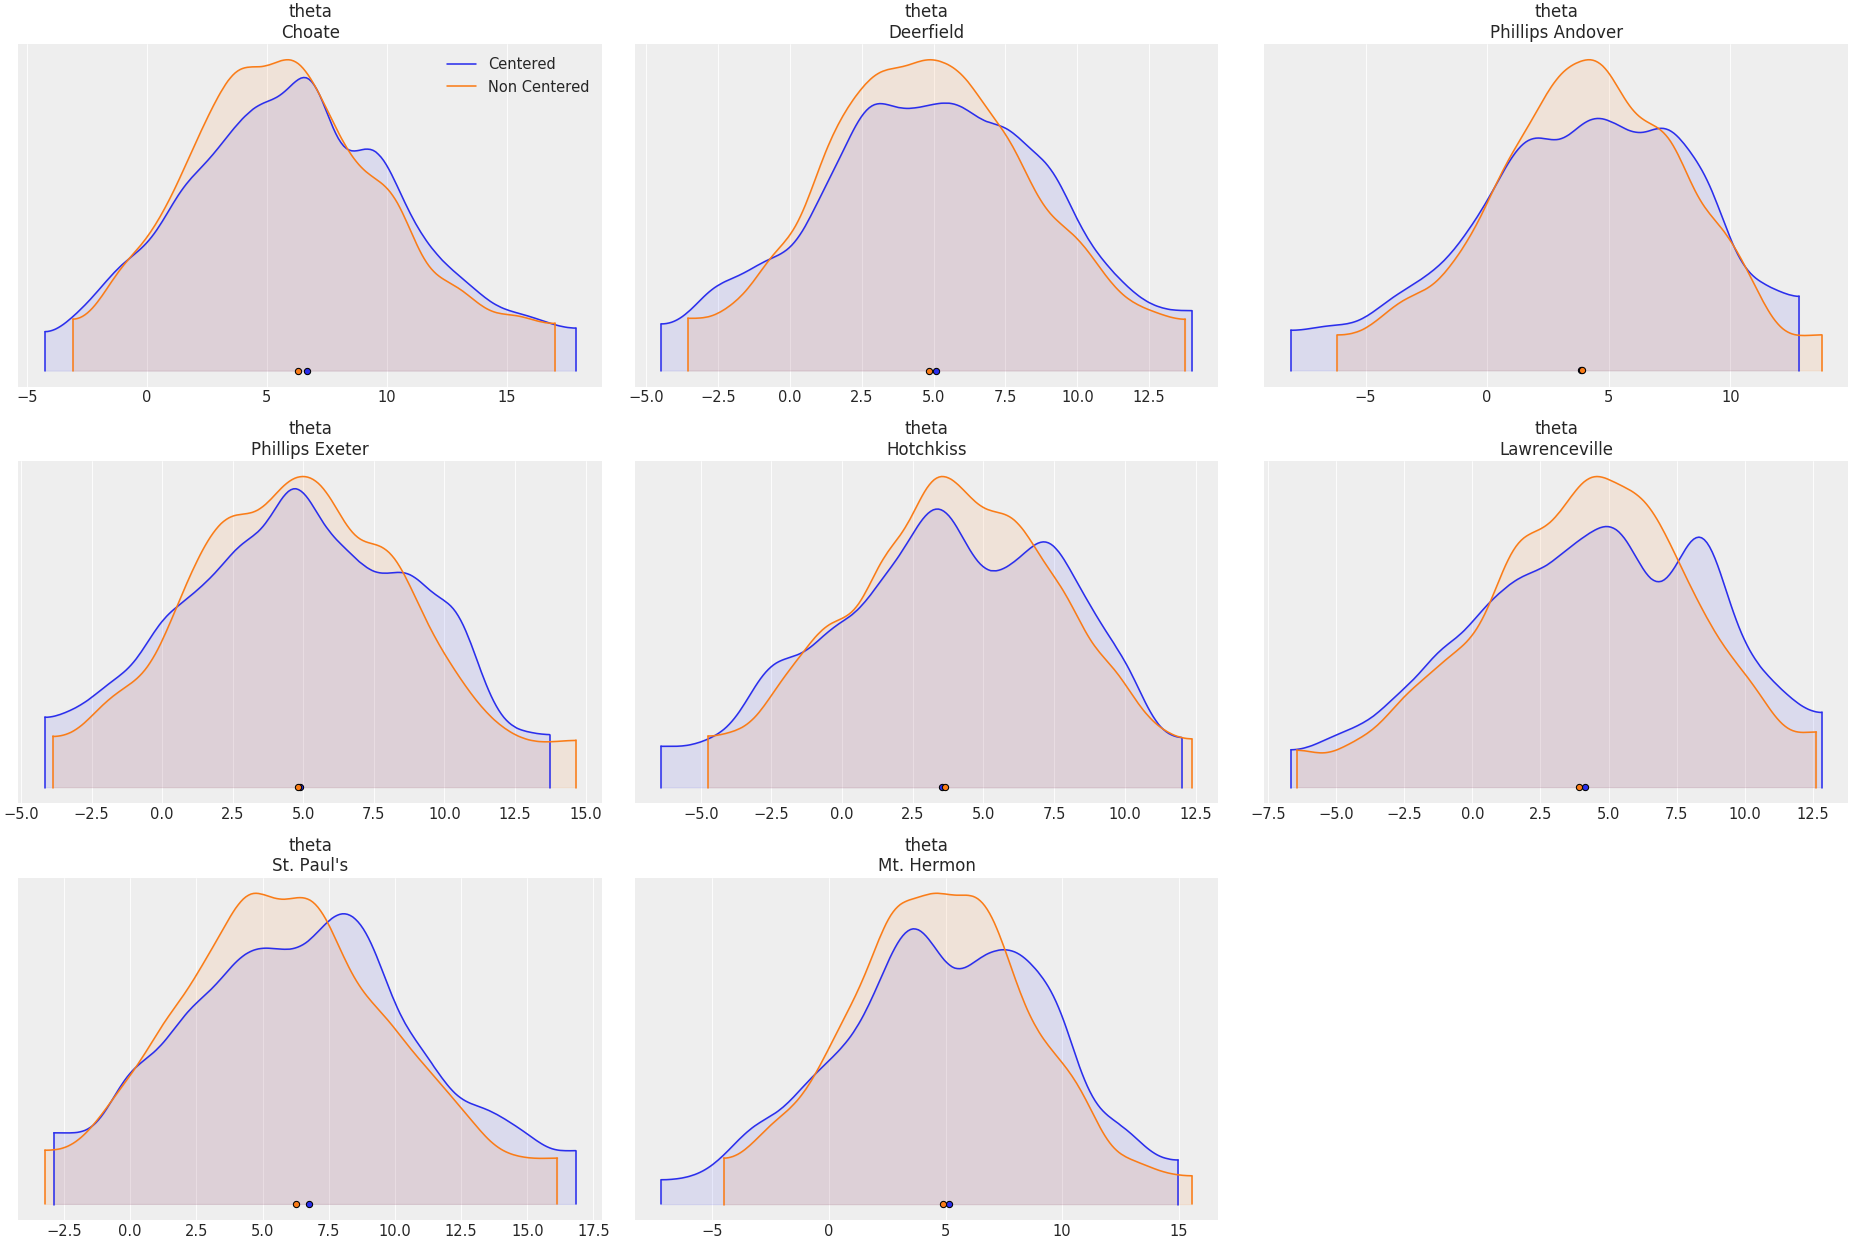 theta
Choate
Centered
Non Centered
−5 0 5 10 15
theta
Deerfield
−5.0 −2.5 0.0 2.5 5.0 7.5 10.0 12.5
theta
Phillips Andover
−5 0 5 10
theta
Phillips Exeter
−5.0 −2.5 0.0 2.5 5.0 7.5 10.0 12.5 15.0
theta
Hotchkiss
−5.0 −2.5 0.0 2.5 5.0 7.5 10.0 12.5
theta
Lawrenceville
−7.5 −5.0 −2.5 0.0 2.5 5.0 7.5 10.0 12.5
theta
St. Paul's
−2.5 0.0 2.5 5.0 7.5 10.0 12.5 15.0 17.5
theta
Mt. Hermon
−5 0 5 10 15